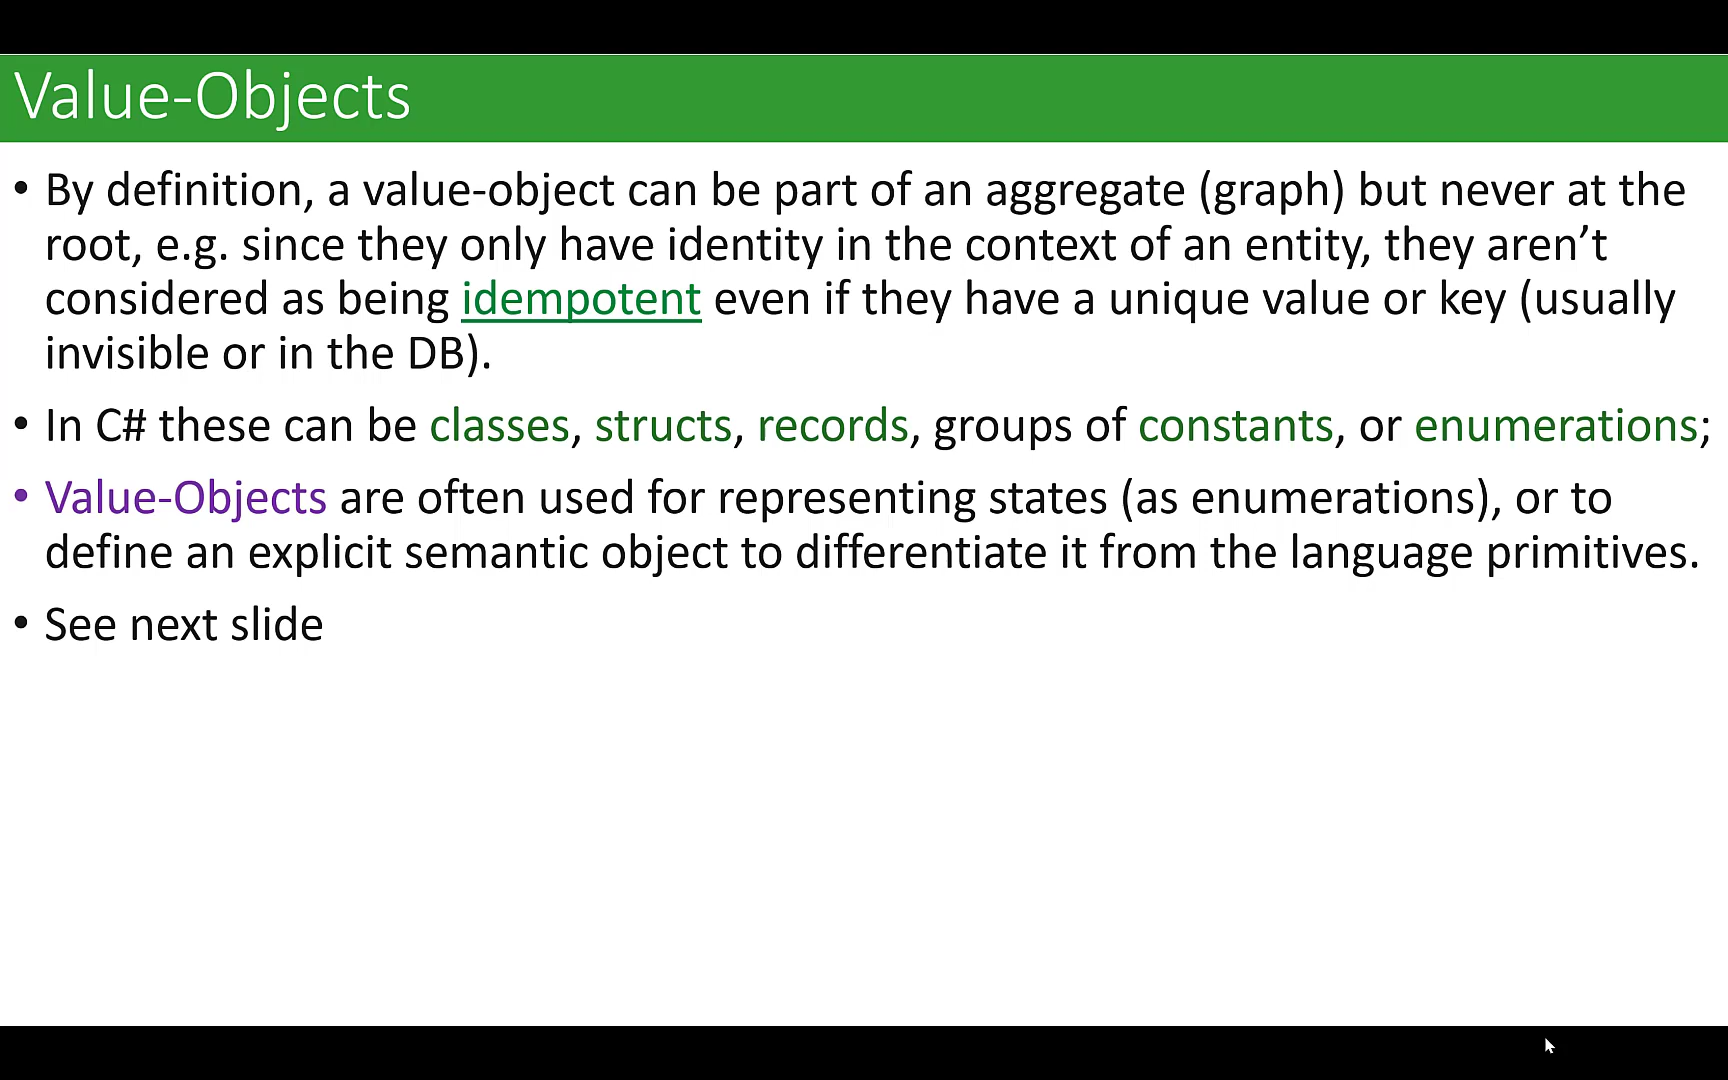 Value-Objects
• By definition, a value-object can be part of an aggregate (graph) but never at the
root, e.g. since they only have identity in the context of an entity, they aren’t
considered as being idempotent even if they have a unique value or key (usually
invisible or in the DB).
• In C# these can be classes, structs, records, groups of constants, or enumerations;
• Value-Objects are often used for representing states (as enumerations), or to
define an explicit semantic object to differentiate it from the language primitives.
• See next slide